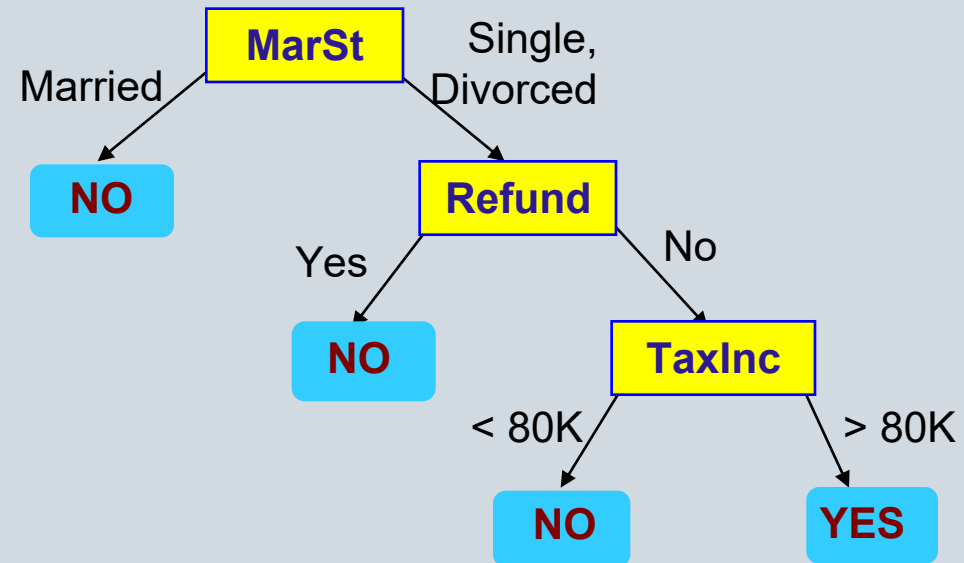 MarSt
Single,
Divorced
Married
NO
Refund
Yes
No
NO
TaxInc
< 80K
> 80K
NO
YES